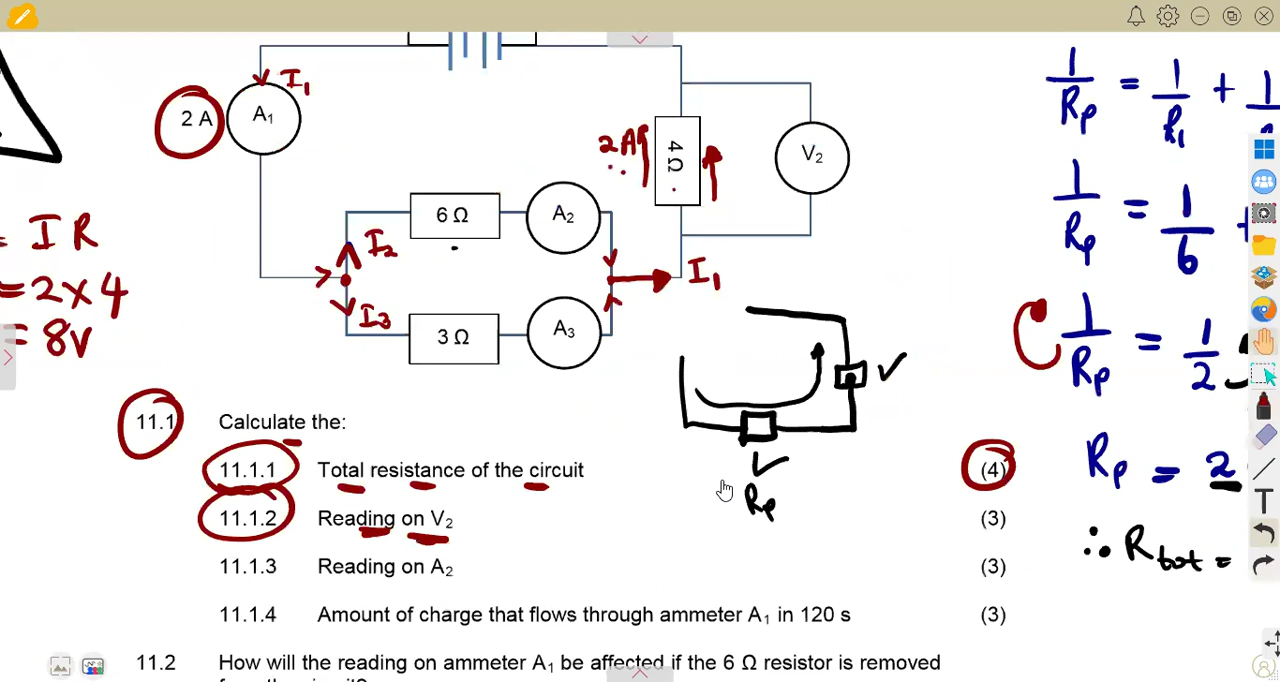 I₁
2 A
A₁
2A
4 Ω
V₂
6 Ω
A₂
I₂
I₁
I₃
3 Ω
A₃
= I R
= 2 × 4
= 8V
1/Rₚ = 1/R₁ +
1/Rₚ = 1/6 +
1/Rₚ = 1/2
Rₚ = 2
∴ R tot =
Rₚ
11.1 Calculate the:
11.1.1 Total resistance of the circuit (4)
11.1.2 Reading on V₂ (3)
11.1.3 Reading on A₂ (3)
11.1.4 Amount of charge that flows through ammeter A₁ in 120 s (3)
11.2 How will the reading on ammeter A₁ be affected if the 6 Ω resistor is removed
T